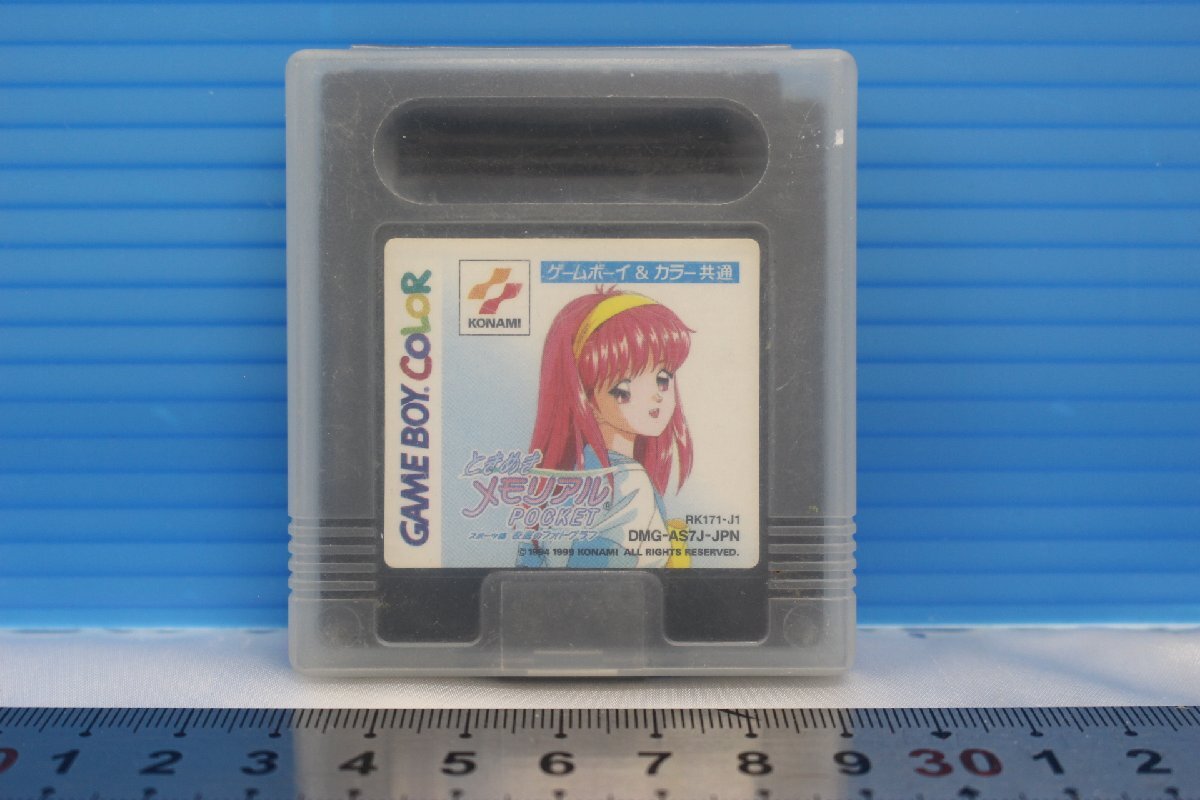 GAME BOY COLOR
KONAMI
ゲームボーイ & カラー共通
ときめき
メモリアル®
POCKET
スポーツ編 校庭のフォトグラフ
RK171-J1
DMG-AS7J-JPN
© 1994 1999 KONAMI ALL RIGHTS RESERVED.
0 1 2 3 4 5 6 7 8 9 30 1 2